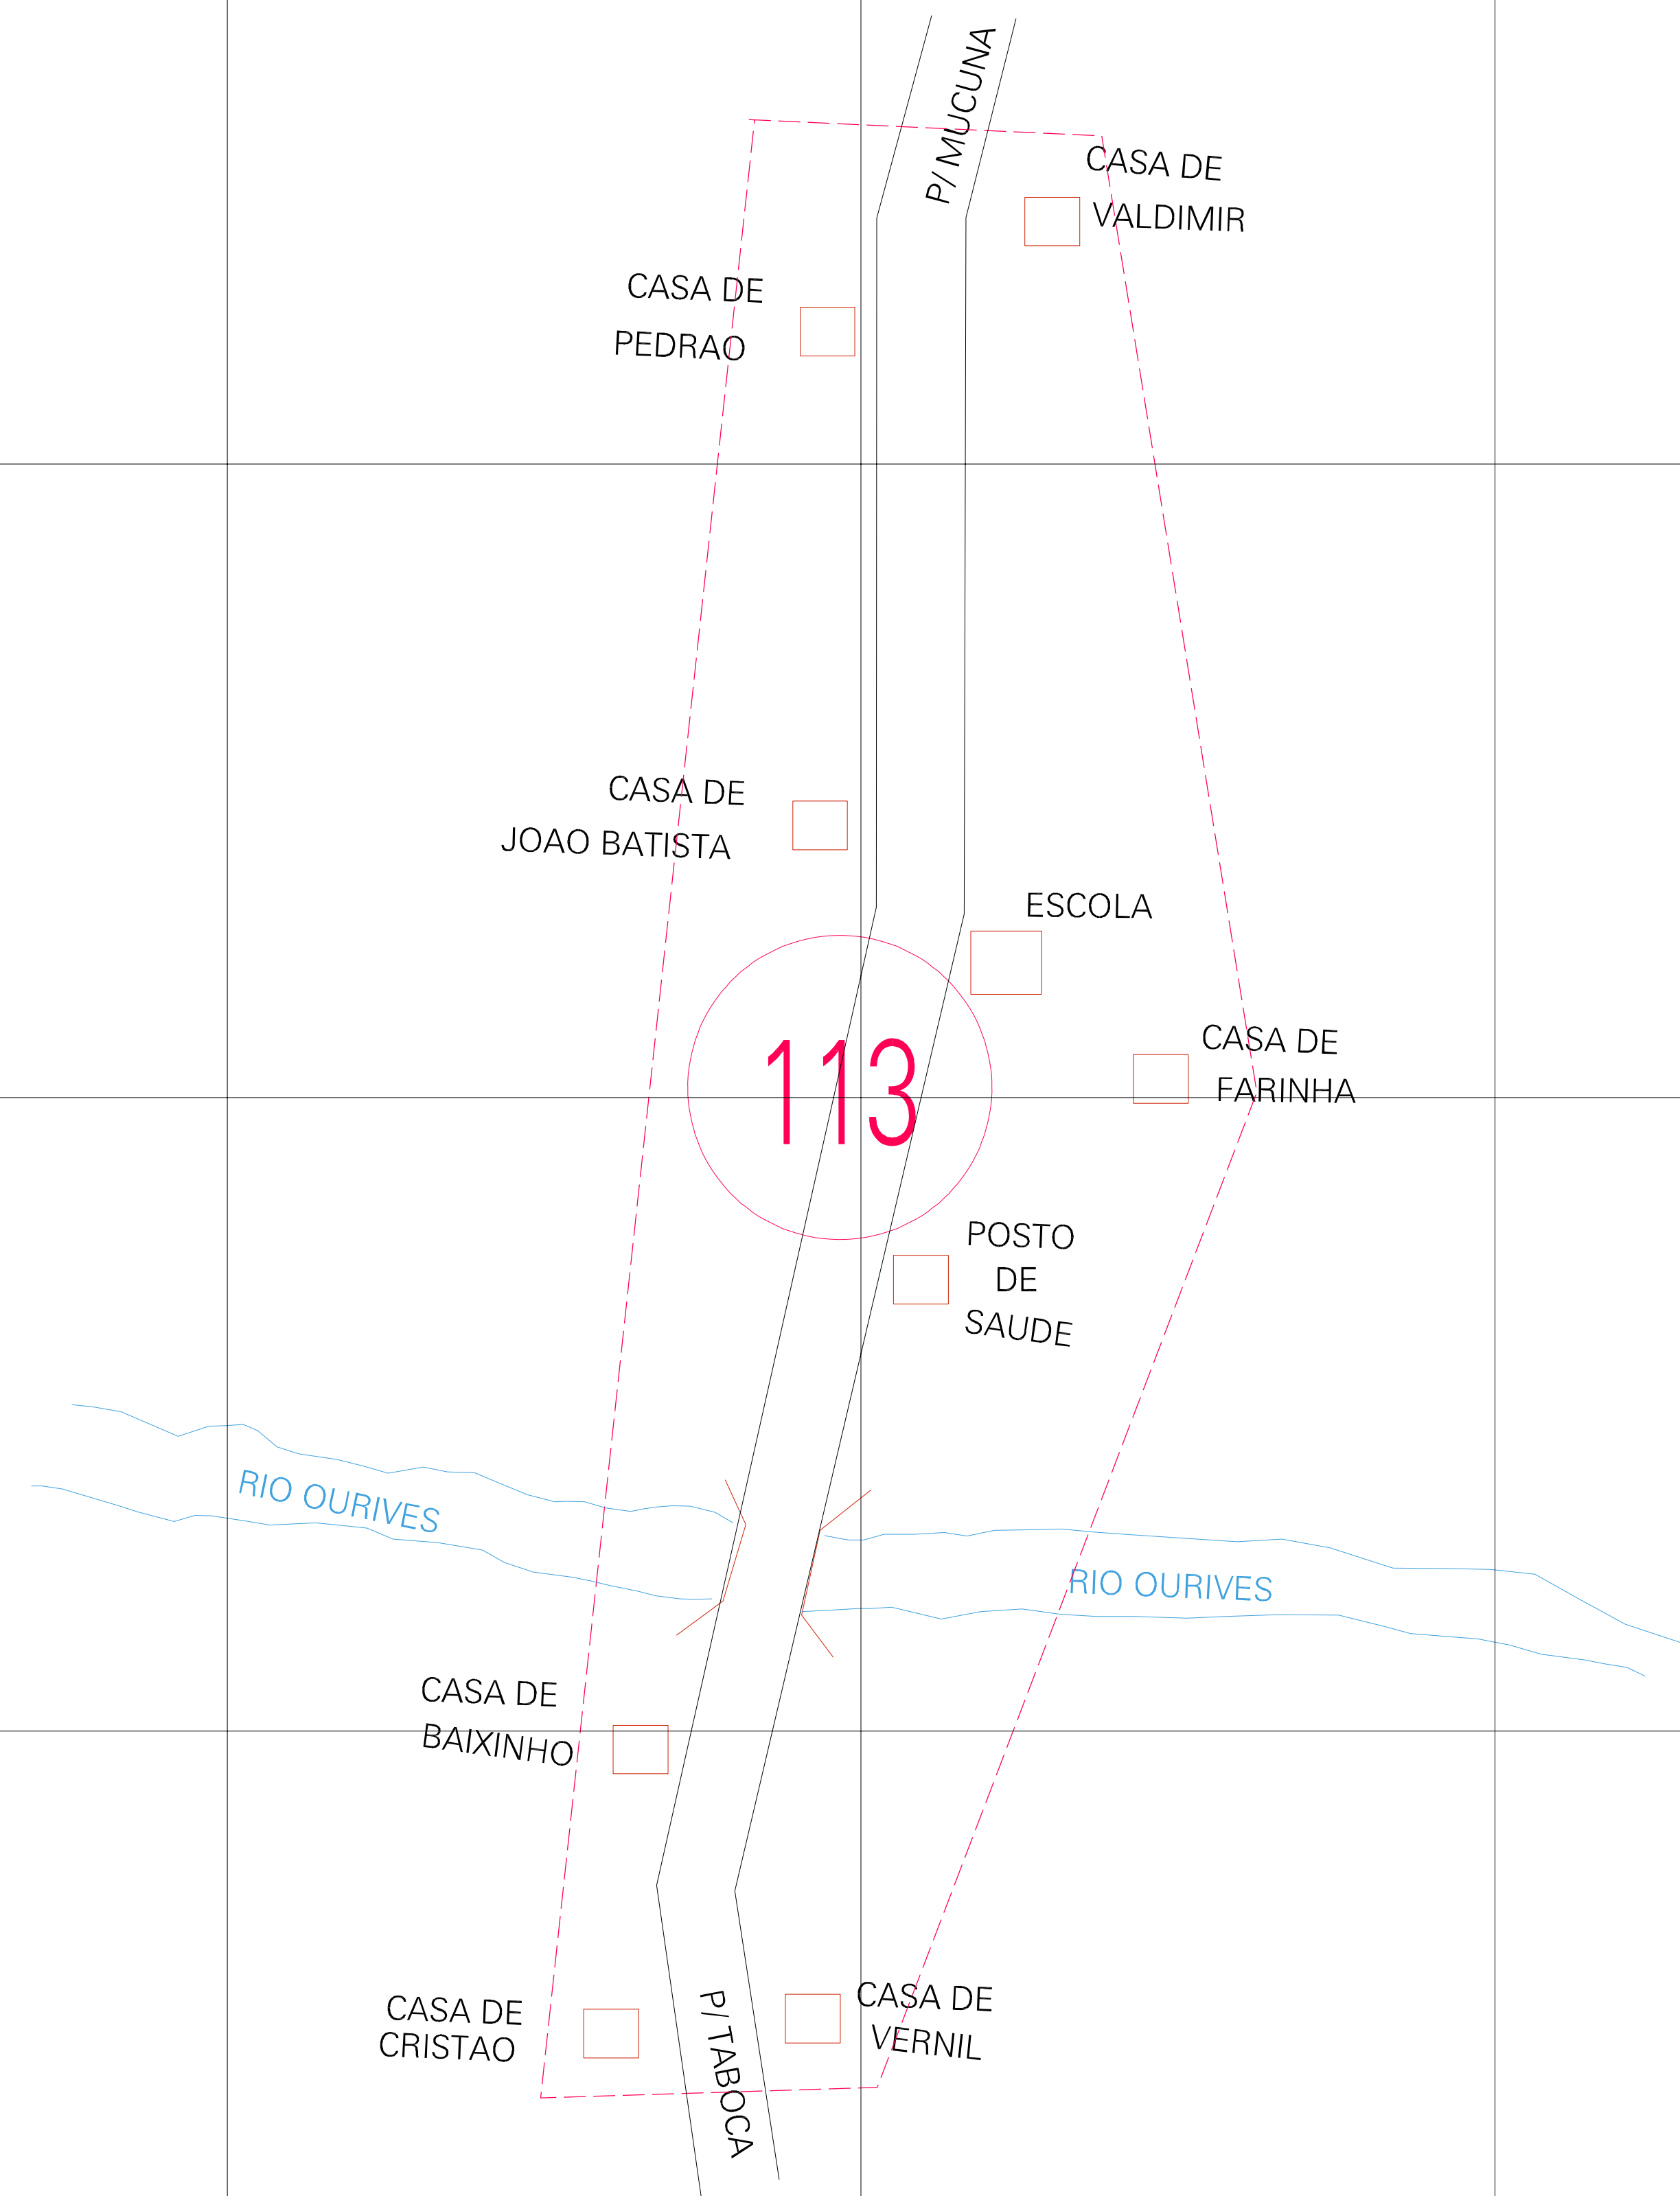 P/ MUCUNA
CASA DE
VALDIMIR
CASA DE
PEDRAO
CASA DE
JOAO BATISTA
ESCOLA
113
CASA DE
FARINHA
POSTO
DE
SAUDE
RIO OURIVES
RIO OURIVES
CASA DE
BAIXINHO
CASA DE
CRISTAO
CASA DE
VERNIL
P/ TABOCA